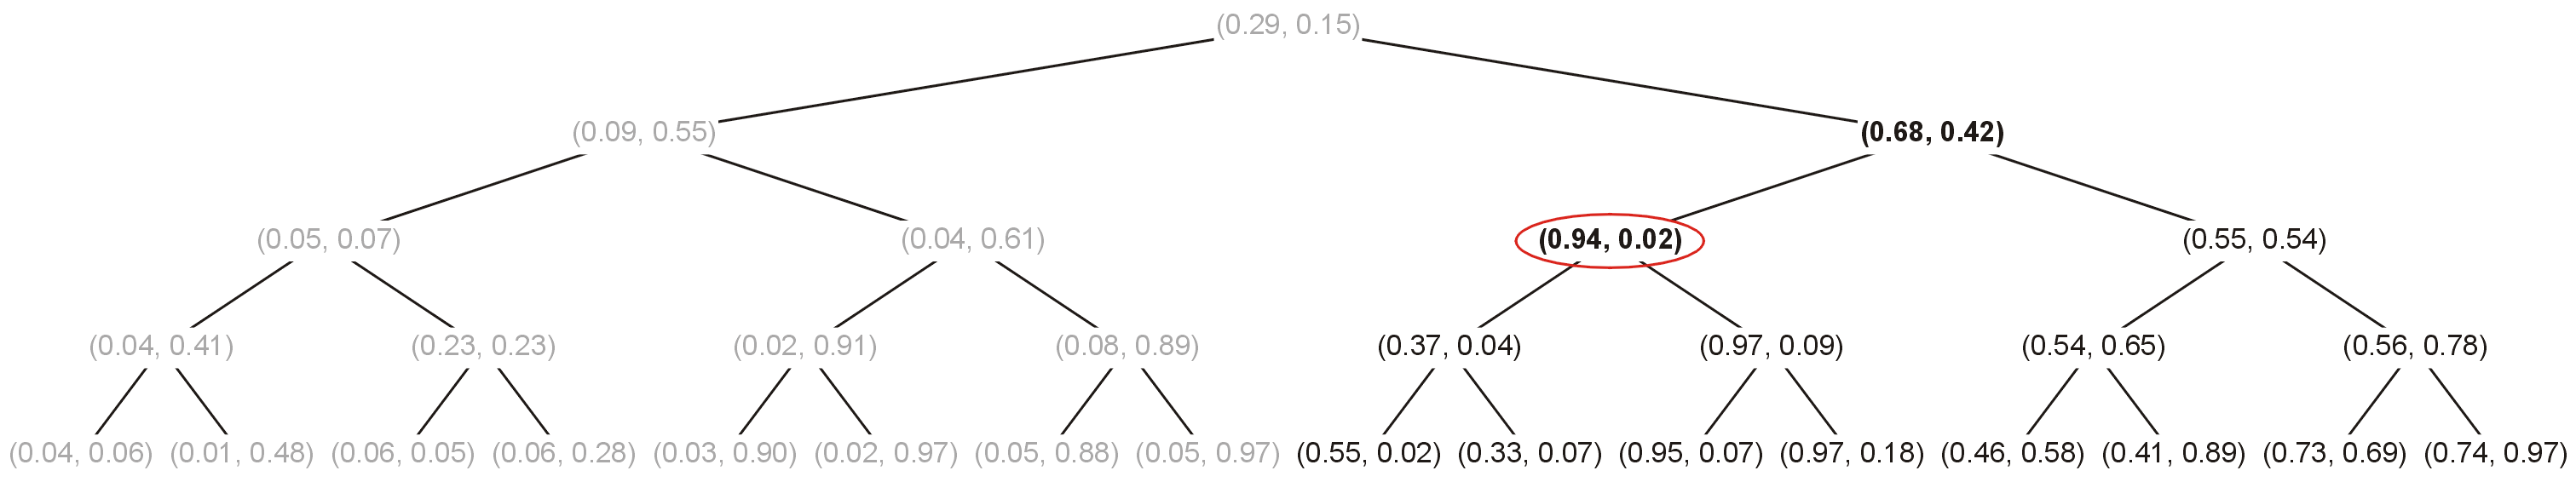 (0.29, 0.15)
(0.09, 0.55) (0.68, 0.42)
(0.05, 0.07) (0.04, 0.61) (0.94, 0.02) (0.55, 0.54)
(0.04, 0.41) (0.23, 0.23) (0.02, 0.91) (0.08, 0.89) (0.37, 0.04) (0.97, 0.09) (0.54, 0.65) (0.56, 0.78)
(0.04, 0.06) (0.01, 0.48) (0.06, 0.05) (0.06, 0.28) (0.03, 0.90) (0.02, 0.97) (0.05, 0.88) (0.05, 0.97) (0.55, 0.02) (0.33, 0.07) (0.95, 0.07) (0.97, 0.18) (0.46, 0.58) (0.41, 0.89) (0.73, 0.69) (0.74, 0.97)